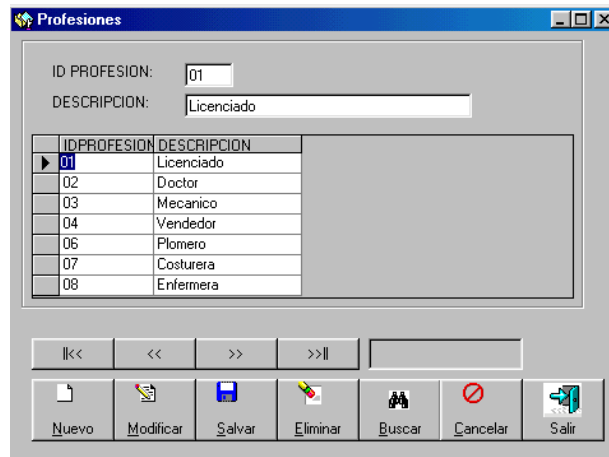 Profesiones
ID PROFESION: 01
DESCRIPCION: Licenciado
IDPROFESION DESCRIPCION
01 Licenciado
02 Doctor
03 Mecanico
04 Vendedor
06 Plomero
07 Costurera
08 Enfermera
||<< << >> >>||
Nuevo Modificar Salvar Eliminar Buscar Cancelar Salir